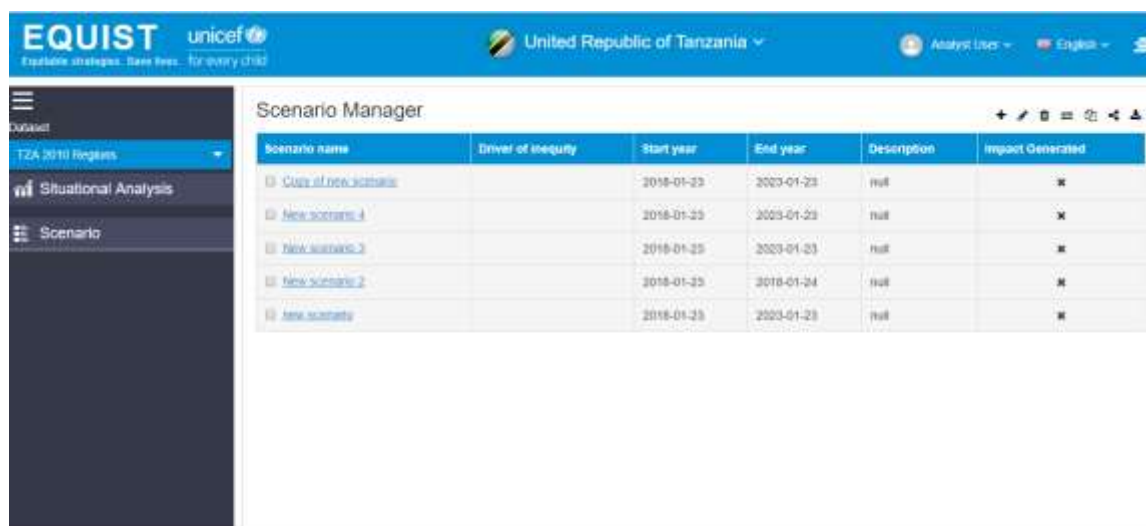 EQUIST unicef
Equitable strategies. Save lives. for every child
United Republic of Tanzania
Analyst User
English
Dataset
TZA 2010 Regions
Situational Analysis
Scenario
Scenario Manager
Scenario name Driver of inequity Start year End year Description Impact Generated
Copy of new scenario 2018-01-23 2023-01-23 null
New scenario 4 2018-01-23 2023-01-23 null
New scenario 3 2018-01-23 2023-01-23 null
New scenario 2 2018-01-23 2018-01-24 null
new scenario 2018-01-23 2023-01-23 null